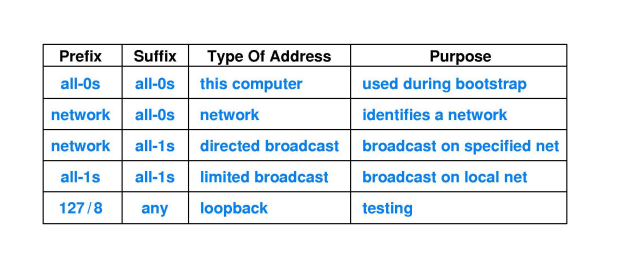 Prefix Suffix Type Of Address Purpose
all-0s all-0s this computer used during bootstrap
network all-0s network identifies a network
network all-1s directed broadcast broadcast on specified net
all-1s all-1s limited broadcast broadcast on local net
127/8 any loopback testing